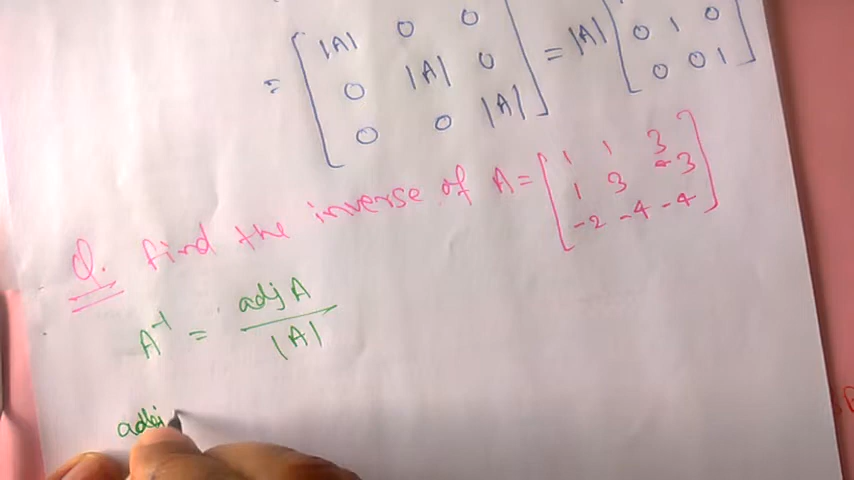 = [ |A| 0 0
0 |A| 0
0 0 |A| ] = |A| [
0 1 0
0 0 1 ]
Q. find the inverse of A = [ 1 1 3
1 3 -3
-2 -4 -4 ]
A⁻¹ = adj A
|A|
adj